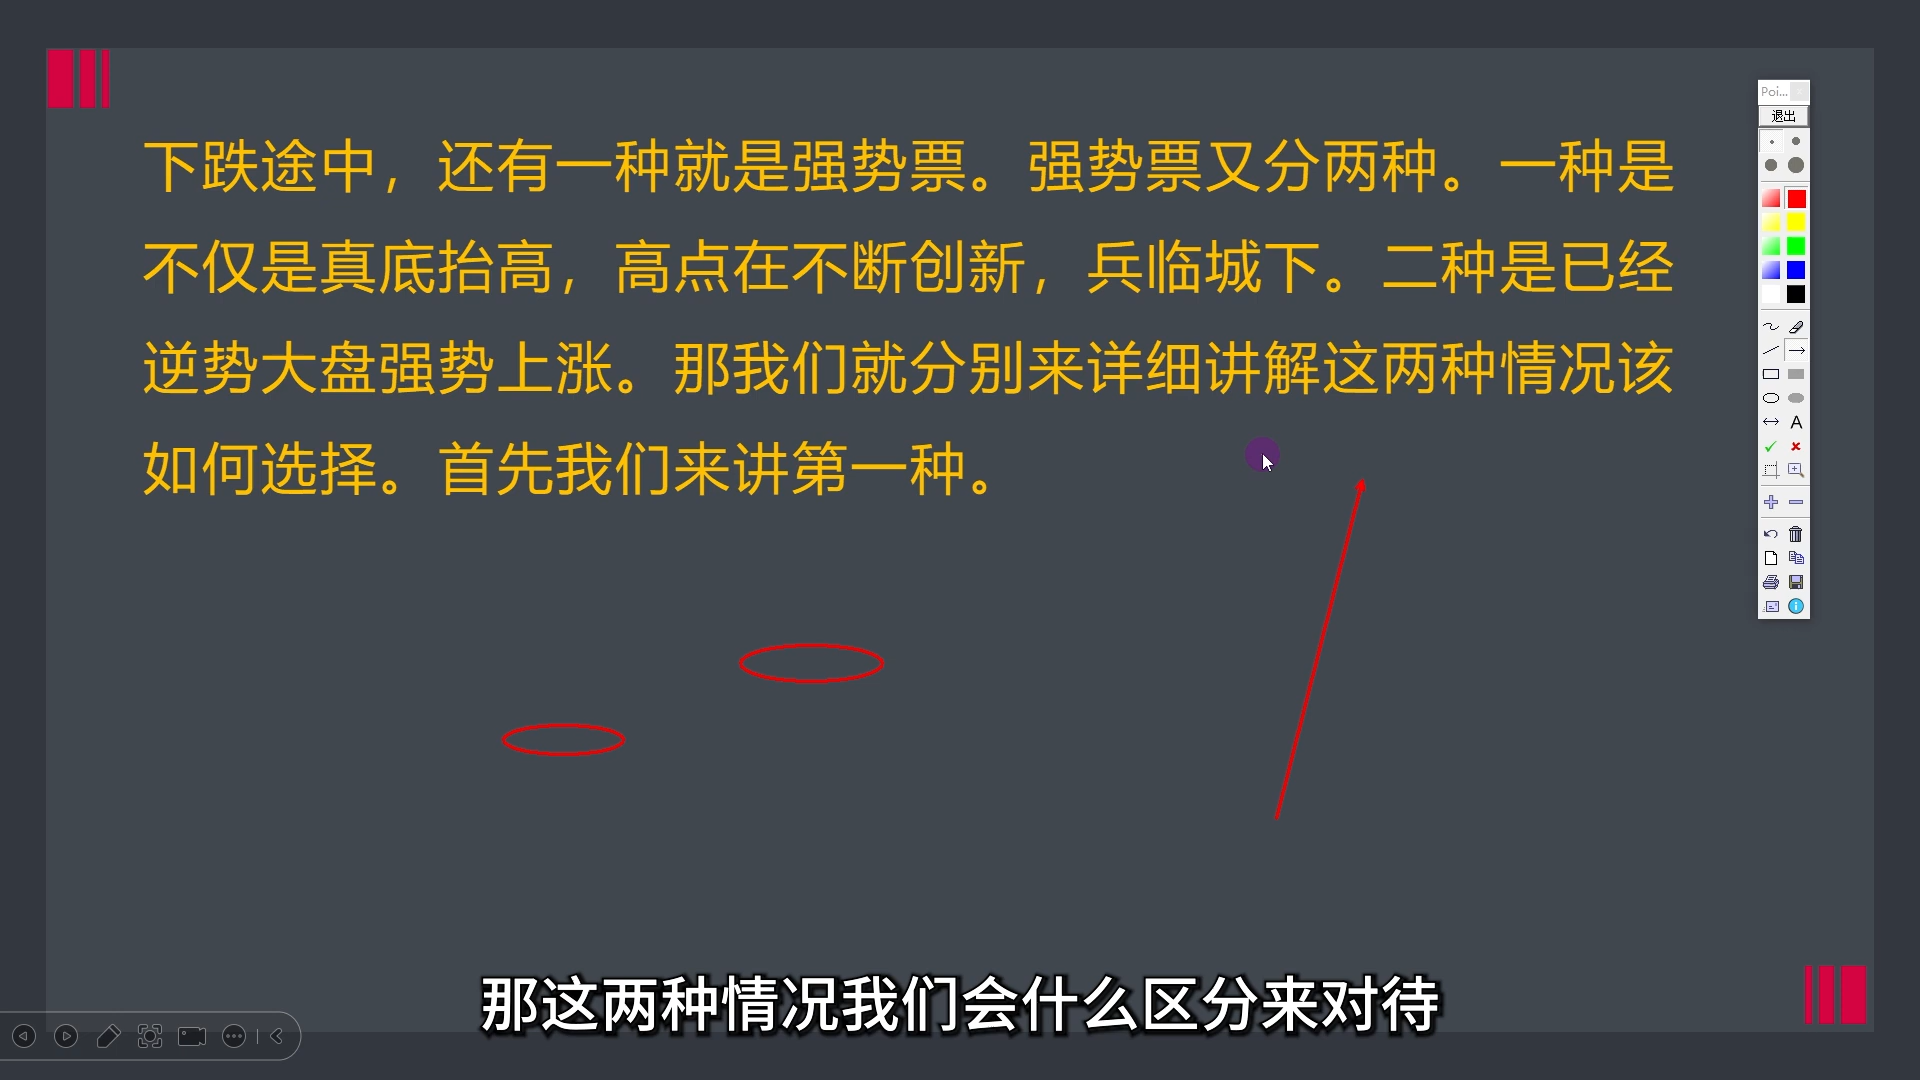 下跌途中，还有一种就是强势票。强势票又分两种。一种是
不仅是真底抬高，高点在不断创新，兵临城下。二种是已经
逆势大盘强势上涨。那我们就分别来详细讲解这两种情况该
如何选择。首先我们来讲第一种。
Poi...
退出
A
那这两种情况我们会什么区分来对待